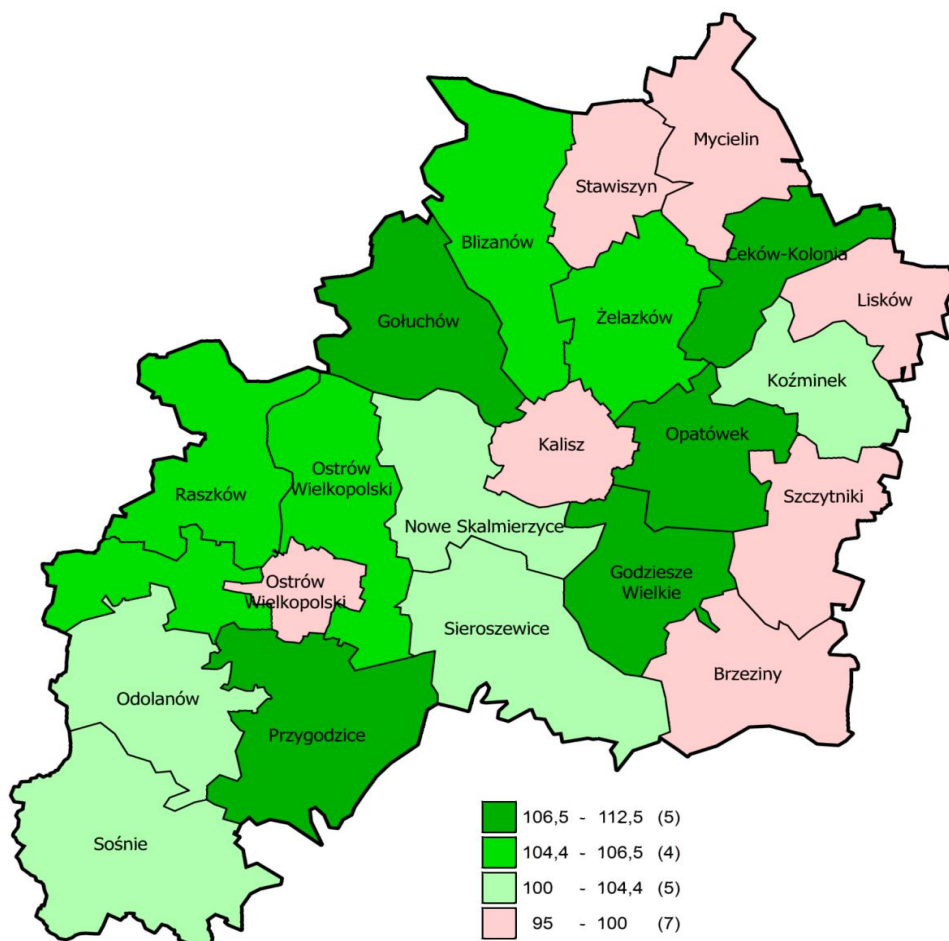 Mycielin
Stawiszyn
Blizanów
Ceków-Kolonia
Lisków
Gołuchów
Żelazków
Koźminek
Kalisz
Opatówek
Ostrów
Wielkopolski
Raszków
Szczytniki
Nowe Skalmierzyce
Godziesze
Wielkie
Ostrów
Wielkopolski
Sieroszewice
Brzeziny
Odolanów
Przygodzice
Sośnie
106,5 - 112,5 (5)
104,4 - 106,5 (4)
100 - 104,4 (5)
95 - 100 (7)